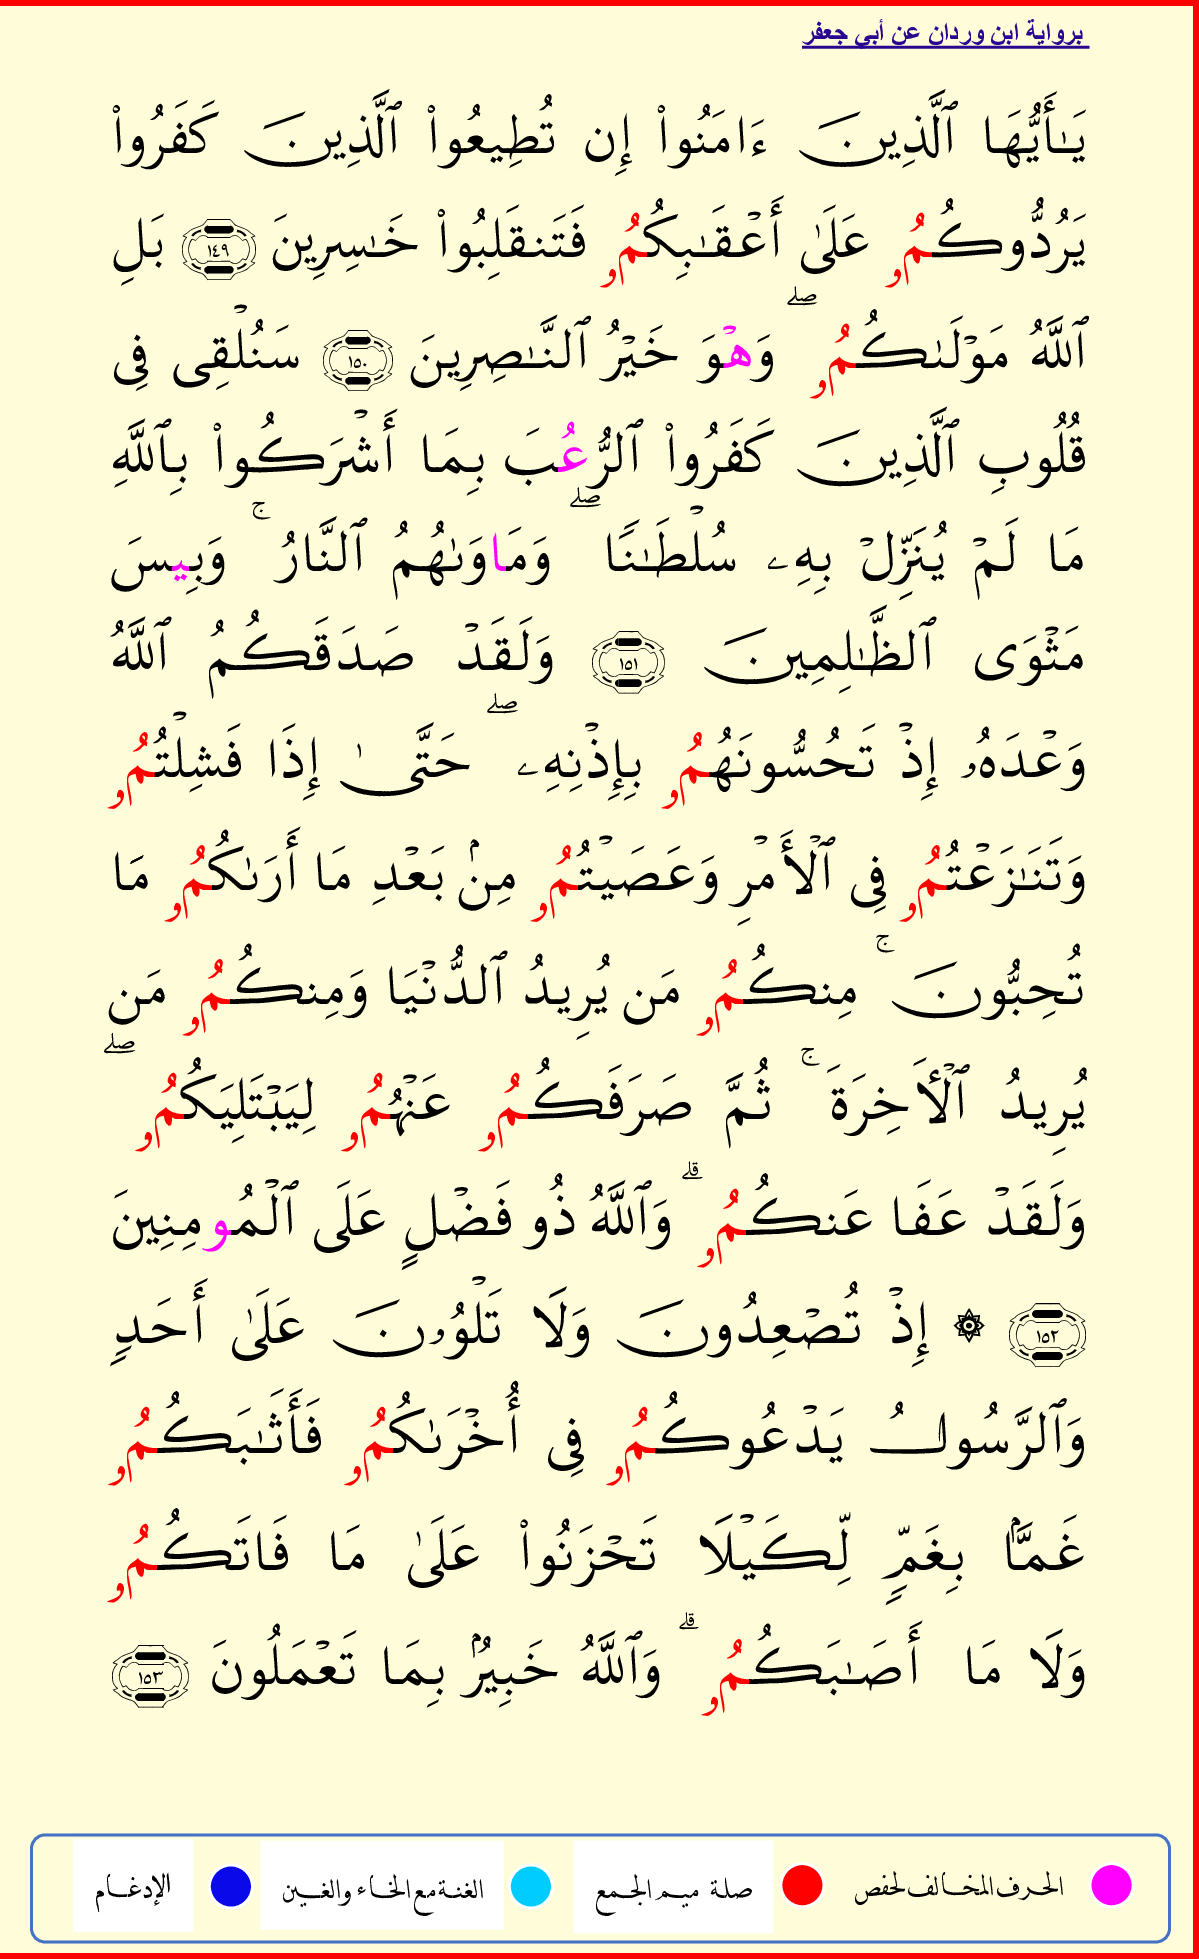 برواية ابن وردان عن أبي جعفر
يَـٰٓأَيُّهَا ٱلَّذِينَ ءَامَنُواْ إِن تُطِيعُواْ ٱلَّذِينَ كَفَرُواْ
يَرُدُّوكُمُۥ عَلَىٰ أَعْقَـٰبِكُمُۥ فَتَنقَلِبُواْ خَـٰسِرِينَ ١٤٩ بَلِ
ٱللَّهُ مَوْلَىٰكُمُۥ ۖ وَهْوَ خَيْرُ ٱلنَّـٰصِرِينَ ١٥٠ سَنُلْقِى فِى
قُلُوبِ ٱلَّذِينَ كَفَرُواْ ٱلرُّعُبَ بِمَا أَشْرَكُواْ بِٱللَّهِ
مَا لَمْ يُنَزِّلْ بِهِۦ سُلْطَـٰنًا ۖ وَمَاوَىٰهُمُ ٱلنَّارُ ۚ وَبِيسَ
مَثْوَى ٱلظَّـٰلِمِينَ ١٥١ وَلَقَدْ صَدَقَكُمُ ٱللَّهُ
وَعْدَهُۥ إِذْ تَحُسُّونَهُمُۥ بِإِذْنِهِۦ ۖ حَتَّىٰ إِذَا فَشِلْتُمُۥ
وَتَنَـٰزَعْتُمُۥ فِى ٱلْأَمْرِ وَعَصَيْتُمُۥ مِنۢ بَعْدِ مَا أَرَىٰكُمُۥ مَا
تُحِبُّونَ ۚ مِنكُمُۥ مَن يُرِيدُ ٱلدُّنْيَا وَمِنكُمُۥ مَن
يُرِيدُ ٱلْأَخِرَةَ ۚ ثُمَّ صَرَفَكُمُۥ عَنْهُمُۥ لِيَبْتَلِيَكُمُۥ ۖ
وَلَقَدْ عَفَا عَنكُمُۥ ۗ وَٱللَّهُ ذُو فَضْلٍ عَلَى ٱلْمُومِنِينَ
١٥٢ ۞ إِذْ تُصْعِدُونَ وَلَا تَلْوُۥنَ عَلَىٰ أَحَدٍ
وَٱلرَّسُولُ يَدْعُوكُمُۥ فِى أُخْرَىٰكُمُۥ فَأَثَـٰبَكُمُۥ
غَمَّۢا بِغَمٍّ لِّكَيْلَا تَحْزَنُواْ عَلَىٰ مَا فَاتَكُمُۥ
وَلَا مَا أَصَـٰبَكُمُۥ ۗ وَٱللَّهُ خَبِيرُۢ بِمَا تَعْمَلُونَ ١٥٣
الحرف المخالف لحفص صلة ميم الجمع الغنة مع الخاء والغين الإدغام